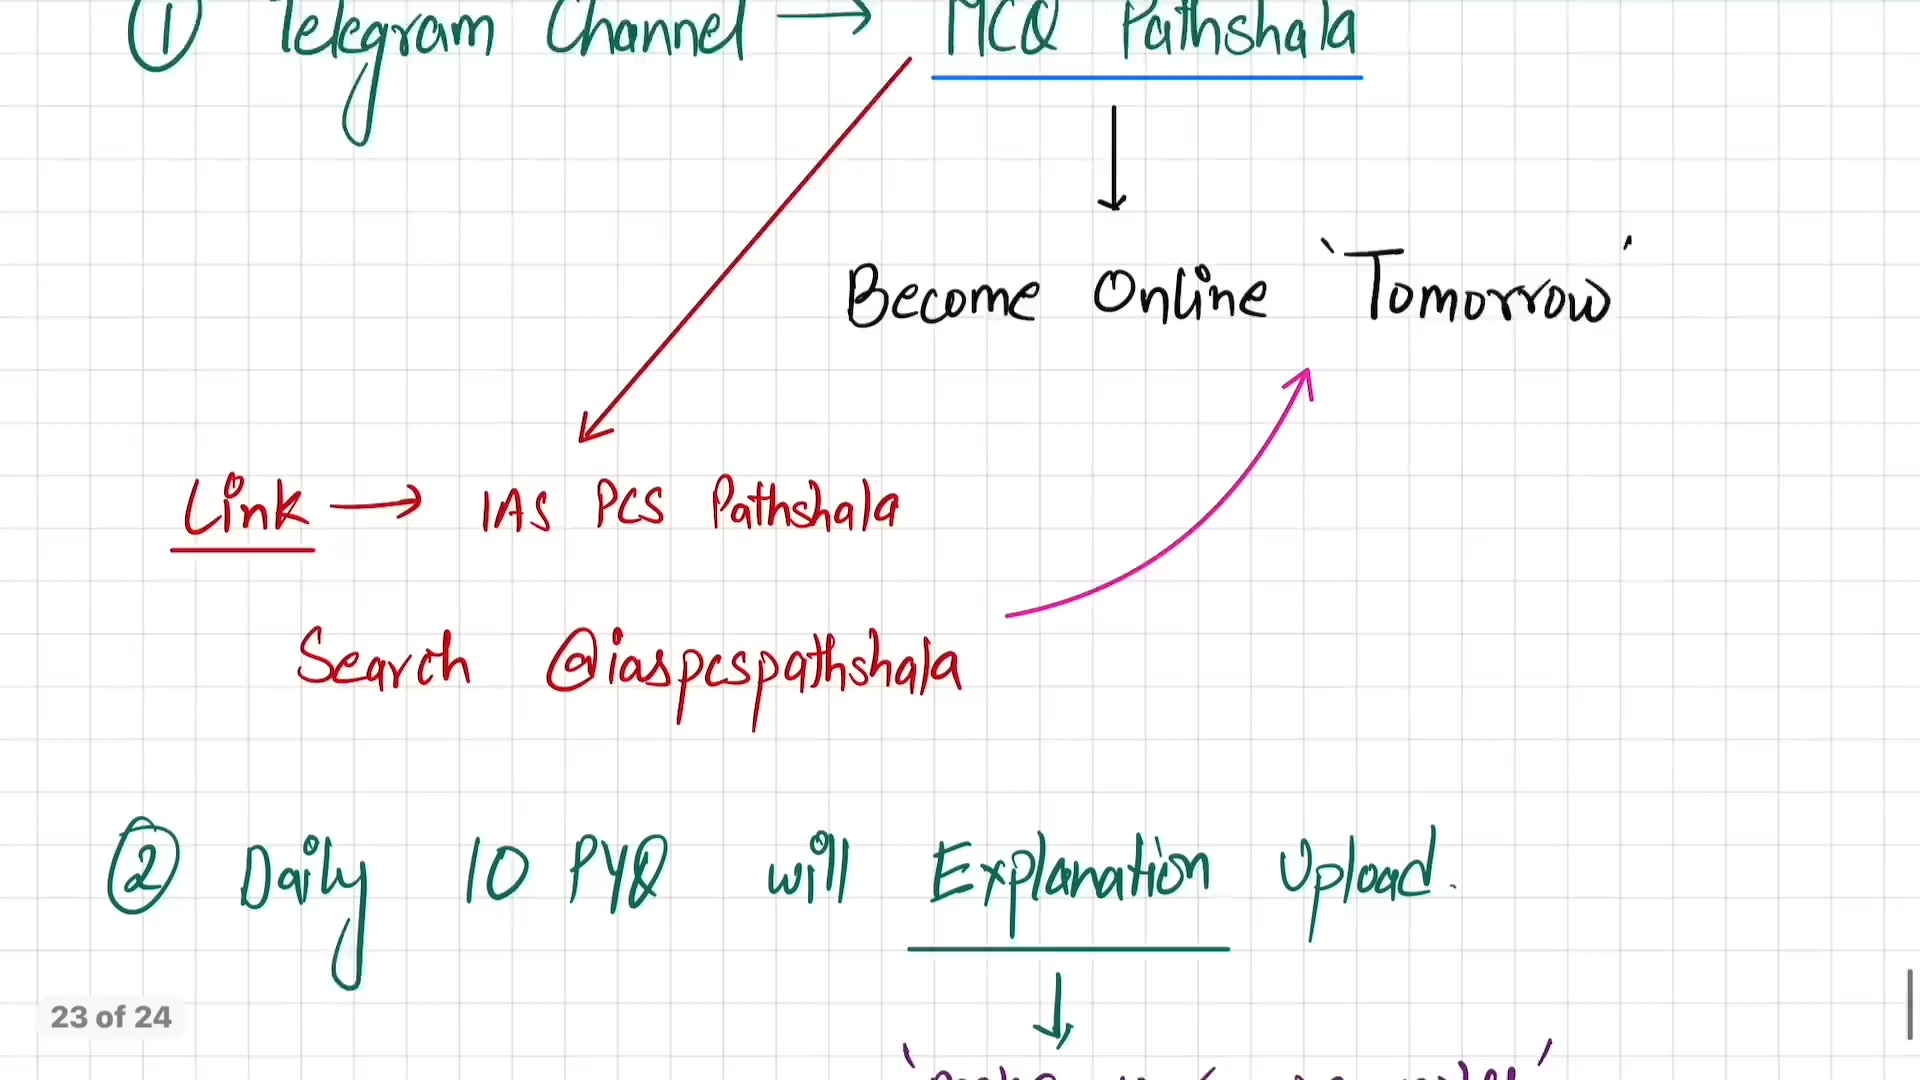 ① Telegram Channel → MCQ Pathshala
Become Online 'Tomorrow'
Link → IAS PCS Pathshala
Search @iaspcspathshala
② Daily 10 PYQ will Explanation Upload.
23 of 24